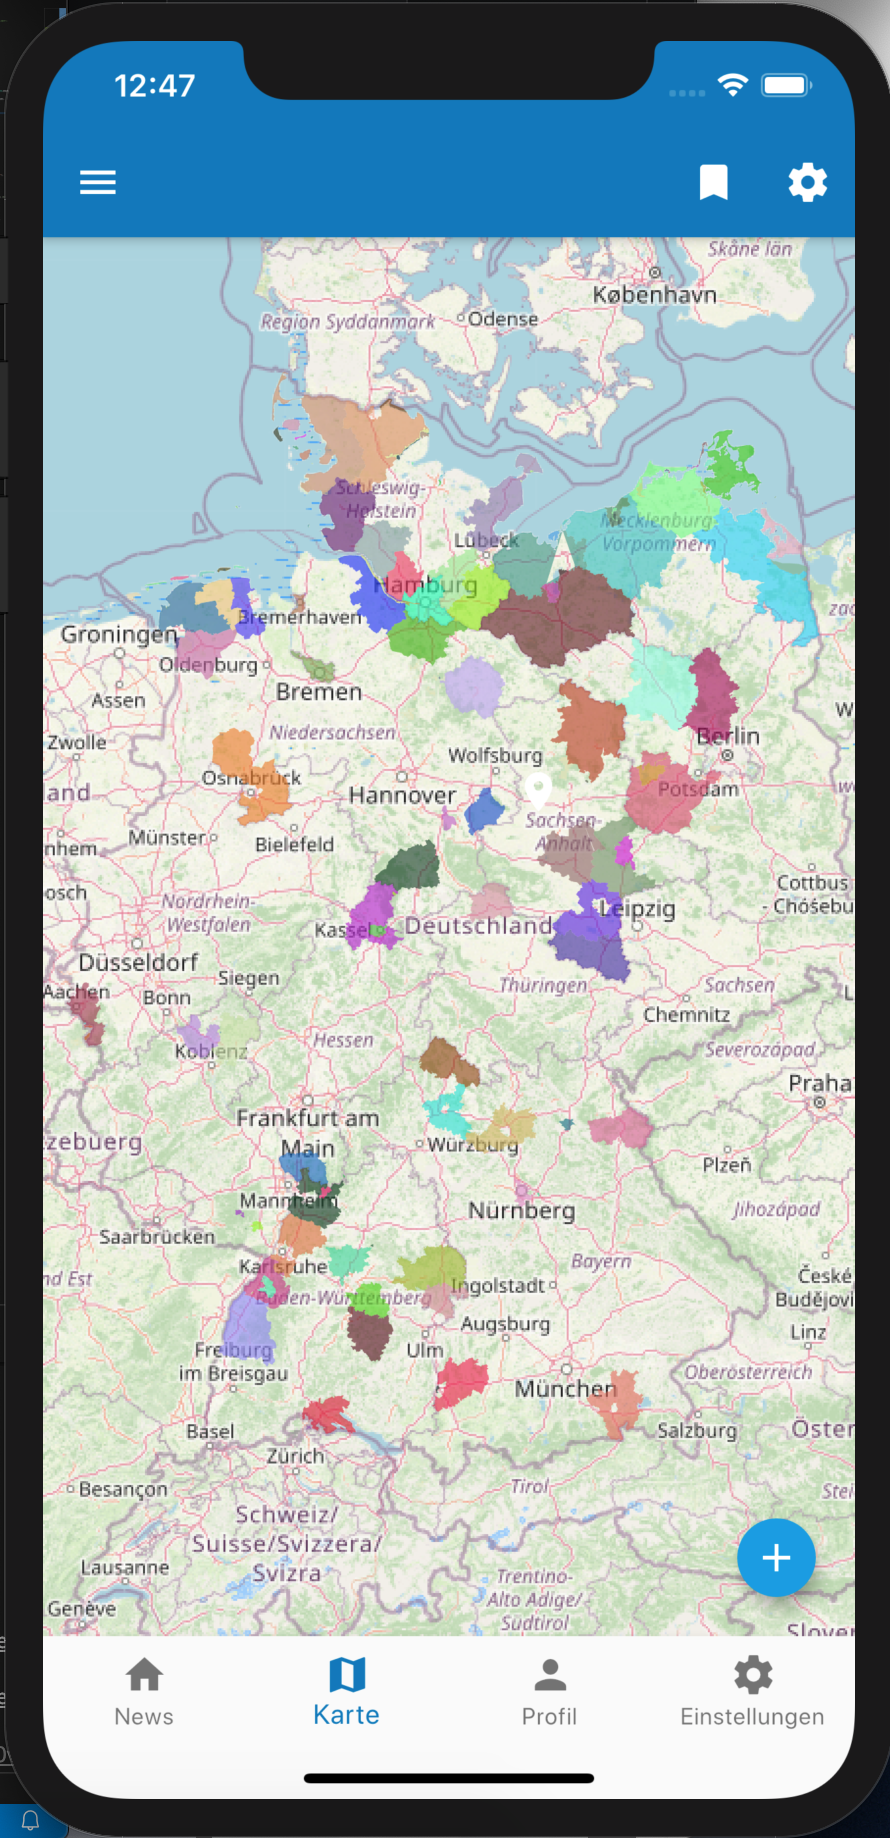 12:47
Skåne län
København
Region Syddanmark
Odense
Schleswig-
Holstein
Mecklenburg-
Vorpommern
Lübeck
Hamburg
Bremerhaven
Groningen
Oldenburg
Assen
Bremen
Niedersachsen
Zwolle
Berlin
Wolfsburg
Osnabrück
Hannover
Potsdam
Sachsen-
Anhalt
Münster
Bielefeld
Cottbus
- Chóśebu
Nordrhein-
Westfalen
Leipzig
Kassel
Deutschland
Düsseldorf
Siegen
Thüringen
Sachsen
Aachen
Bonn
Chemnitz
Hessen
Koblenz
Severozápad
Praha
Frankfurt am
Main
Würzburg
Plzeň
Mannheim
Nürnberg
Jihozápad
Saarbrücken
Bayern
Karlsruhe
Ingolstadt
České
Budějovi
Baden-Württemberg
Augsburg
Linz
Freiburg
im Breisgau
Ulm
München
Oberösterreich
Basel
Salzburg
Öster
Zürich
Besançon
Tirol
Schweiz/
Suisse/Svizzera/
Svizra
Lausanne
Trentino-
Alto Adige/
Südtirol
Genève
News
Karte
Profil
Einstellungen